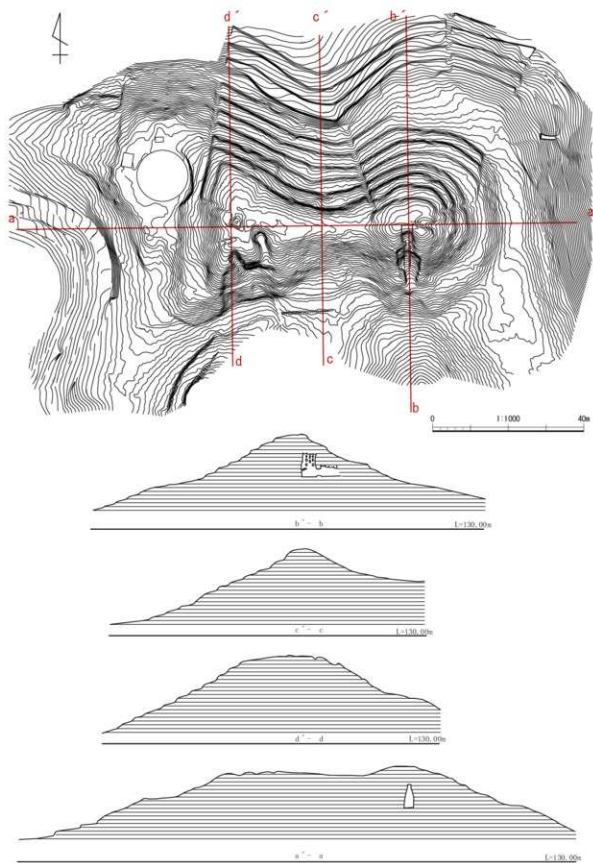 d´ c´ b´
a´ a
d c
b
0 1:1000 40m
b´- b L=130.00m
c´- c L=130.00m
d´- d L=130.00m
a´- a L=130.00m